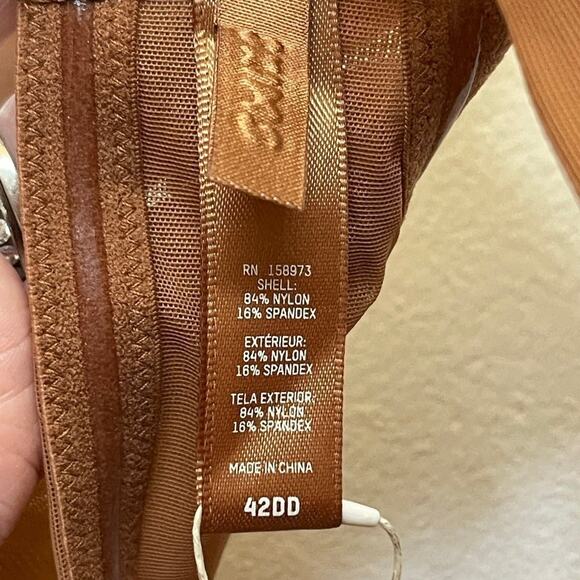 SKIMS
RN 158973
SHELL:
84% NYLON
16% SPANDEX
EXTÉRIEUR:
84% NYLON
16% SPANDEX
TELA EXTERIOR:
84% NYLON
16% SPANDEX
MADE IN CHINA
42DD